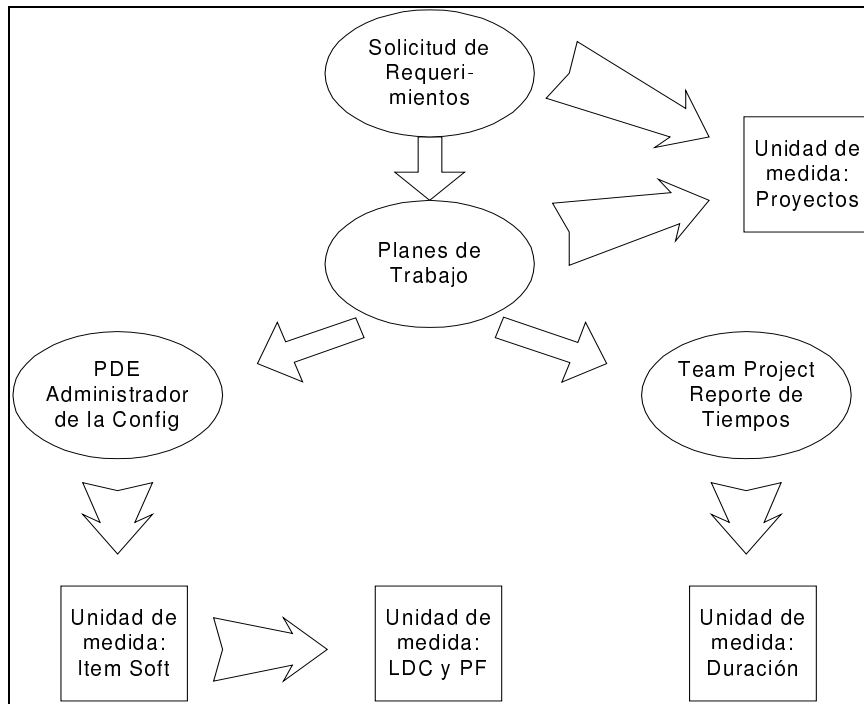 Solicitud de
Requeri-
mientos
Unidad de
medida:
Proyectos
Planes de
Trabajo
PDE
Administrador
de la Config
Team Project
Reporte de
Tiempos
Unidad de
medida:
Item Soft
Unidad de
medida:
LDC y PF
Unidad de
medida:
Duración